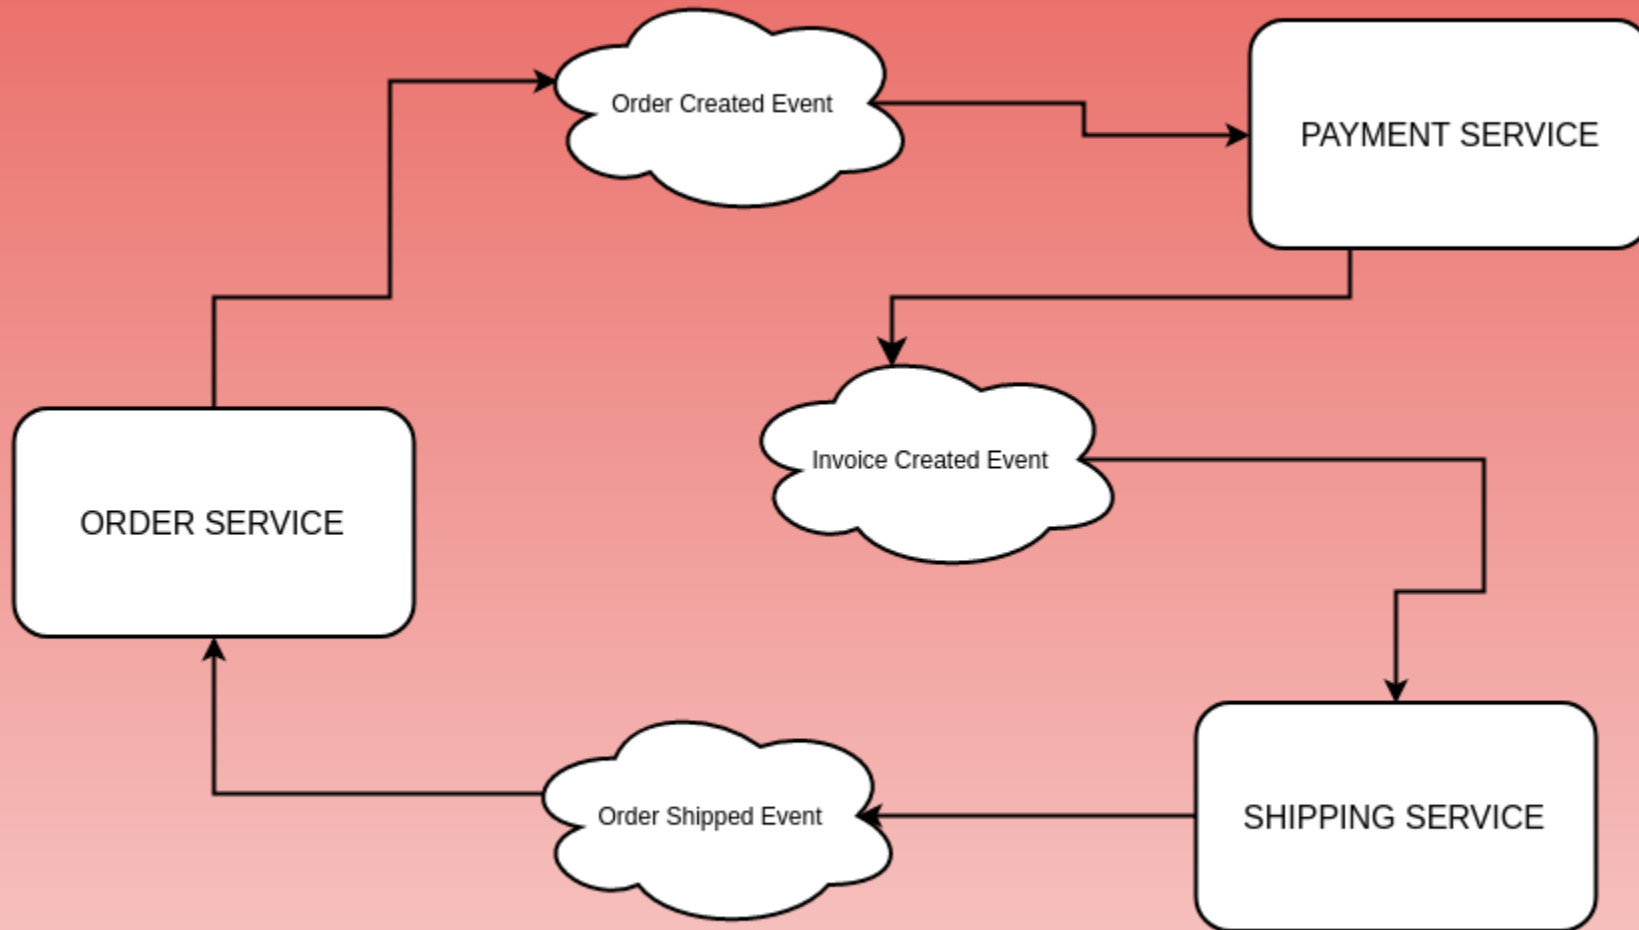 Order Created Event
PAYMENT SERVICE
Invoice Created Event
ORDER SERVICE
Order Shipped Event
SHIPPING SERVICE